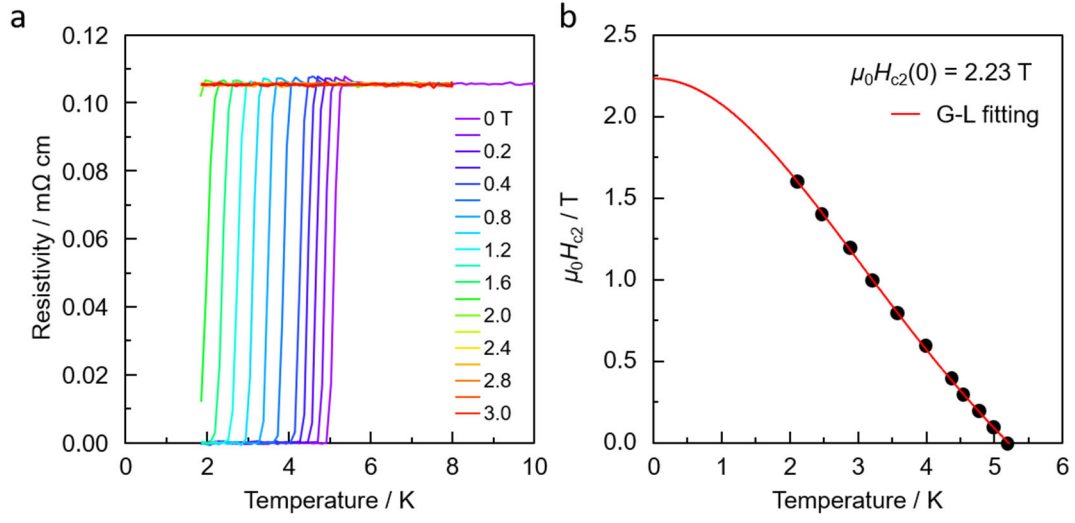 a
0.12
0.10
0.08
0.06
0.04
0.02
0.00
Resistivity / mΩ cm
0 T
0.2
0.4
0.8
1.2
1.6
2.0
2.4
2.8
3.0
0 2 4 6 8 10
Temperature / K
b
2.5
2.0
1.5
1.0
0.5
0.0
μ0Hc2 / T
μ0Hc2(0) = 2.23 T
G-L fitting
0 1 2 3 4 5 6
Temperature / K